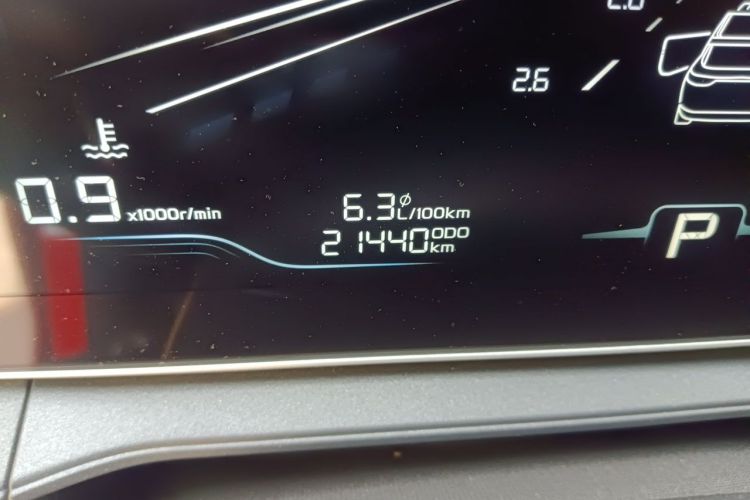 2.6
0.9 x1000r/min
6.3 Ø L/100km
21440 ODO km
P